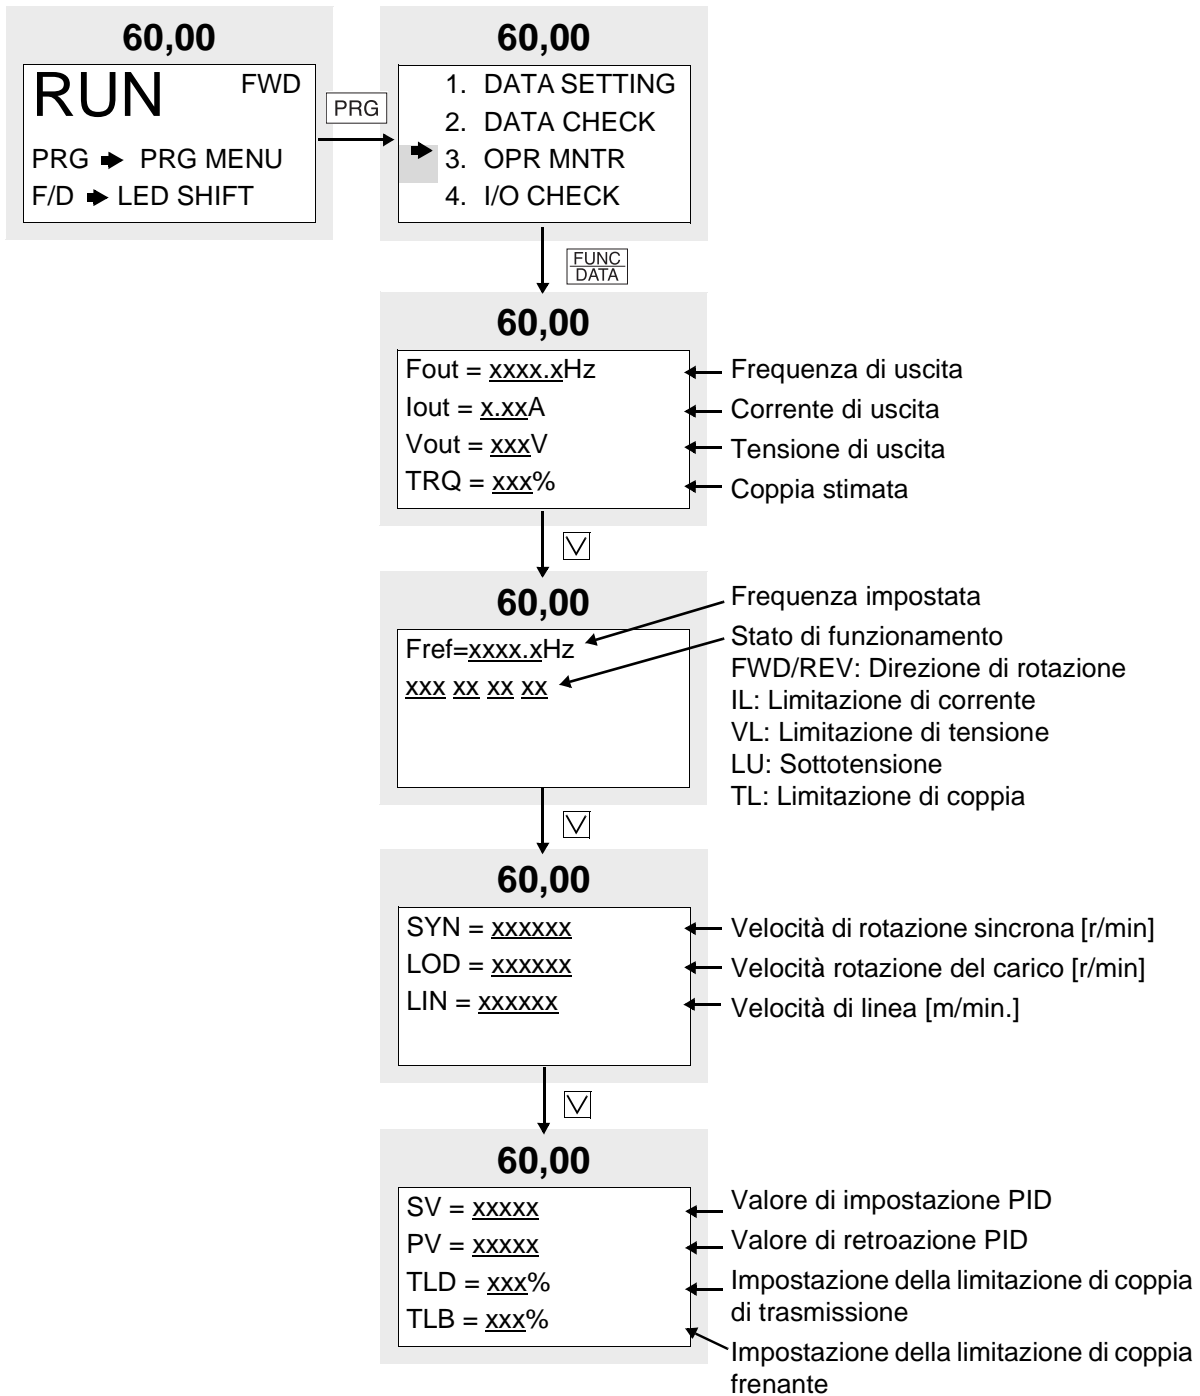 60,00
RUN FWD
PRG ➡ PRG MENU
F/D ➡ LED SHIFT
PRG
60,00
1. DATA SETTING
2. DATA CHECK
➡ 3. OPR MNTR
4. I/O CHECK
FUNC
DATA
60,00
Fout = xxxx.xHz
Iout = x.xxA
Vout = xxxV
TRQ = xxx%
Frequenza di uscita
Corrente di uscita
Tensione di uscita
Coppia stimata
60,00
Fref=xxxx.xHz
xxx xx xx xx
Frequenza impostata
Stato di funzionamento
FWD/REV: Direzione di rotazione
IL: Limitazione di corrente
VL: Limitazione di tensione
LU: Sottotensione
TL: Limitazione di coppia
60,00
SYN = xxxxxx
LOD = xxxxxx
LIN = xxxxxx
Velocità di rotazione sincrona [r/min]
Velocità rotazione del carico [r/min]
Velocità di linea [m/min.]
60,00
SV = xxxxx
PV = xxxxx
TLD = xxx%
TLB = xxx%
Valore di impostazione PID
Valore di retroazione PID
Impostazione della limitazione di coppia
di trasmissione
Impostazione della limitazione di coppia
frenante